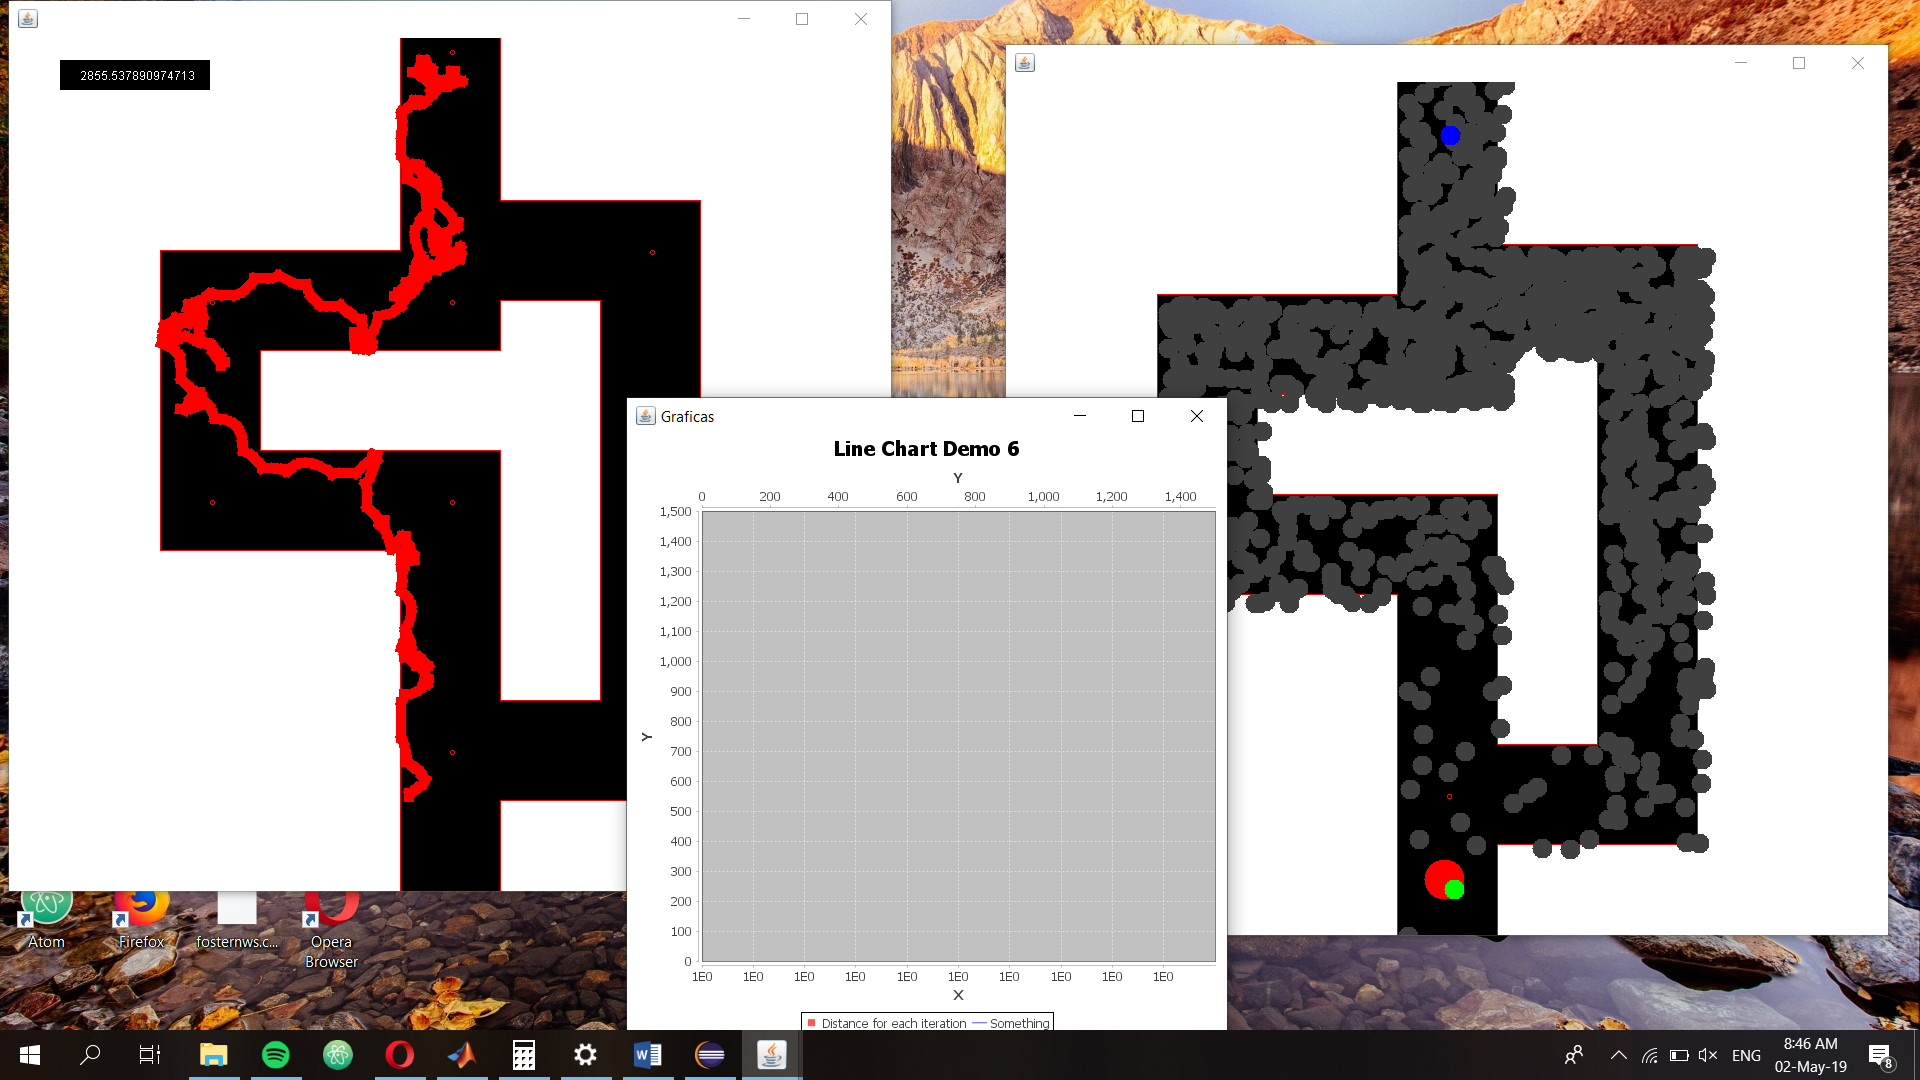 2855.537890974713
Graficas
Line Chart Demo 6
Y
0 200 400 600 800 1,000 1,200 1,400
1,500
1,400
1,300
1,200
1,100
1,000
900
800
700
600
500
400
300
200
100
0
Y
1E0 1E0 1E0 1E0 1E0 1E0 1E0 1E0 1E0 1E0
X
Distance for each iteration Something
Atom Firefox fosternws.c... Opera
Browser
ENG 8:46 AM
02-May-19
8